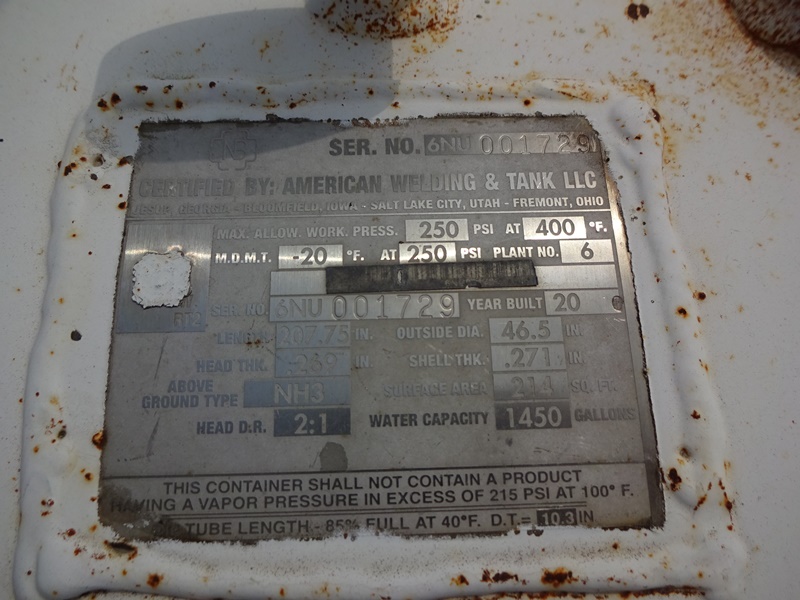 SER. NO. 6NU 001729
CERTIFIED BY: AMERICAN WELDING & TANK LLC
JESUP, GEORGIA - BLOOMFIELD, IOWA - SALT LAKE CITY, UTAH - FREMONT, OHIO
MAX. ALLOW. WORK. PRESS. 250 PSI AT 400 °F.
M.D.M.T. -20 °F. AT 250 PSI PLANT NO. 6
SER. NO. 6NU 001729 YEAR BUILT 20
RT2
LENGTH 207.75 IN. OUTSIDE DIA. 46.5 IN.
HEAD THK. .269 IN. SHELL THK. .271 IN.
ABOVE
GROUND TYPE NH3 SURFACE AREA 214 SQ. FT.
HEAD D.R. 2:1 WATER CAPACITY 1450 GALLONS
THIS CONTAINER SHALL NOT CONTAIN A PRODUCT
HAVING A VAPOR PRESSURE IN EXCESS OF 215 PSI AT 100° F.
TUBE LENGTH - 85% FULL AT 40°F. D.T.= 10.3 IN